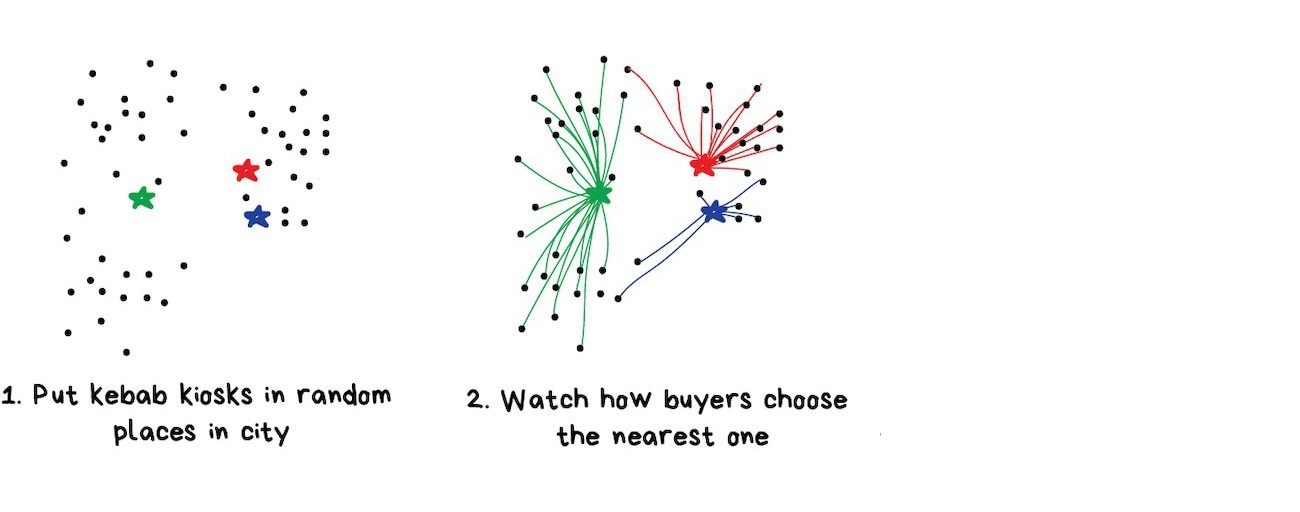 1. Put kebab kiosks in random
places in city
2. Watch how buyers choose
the nearest one